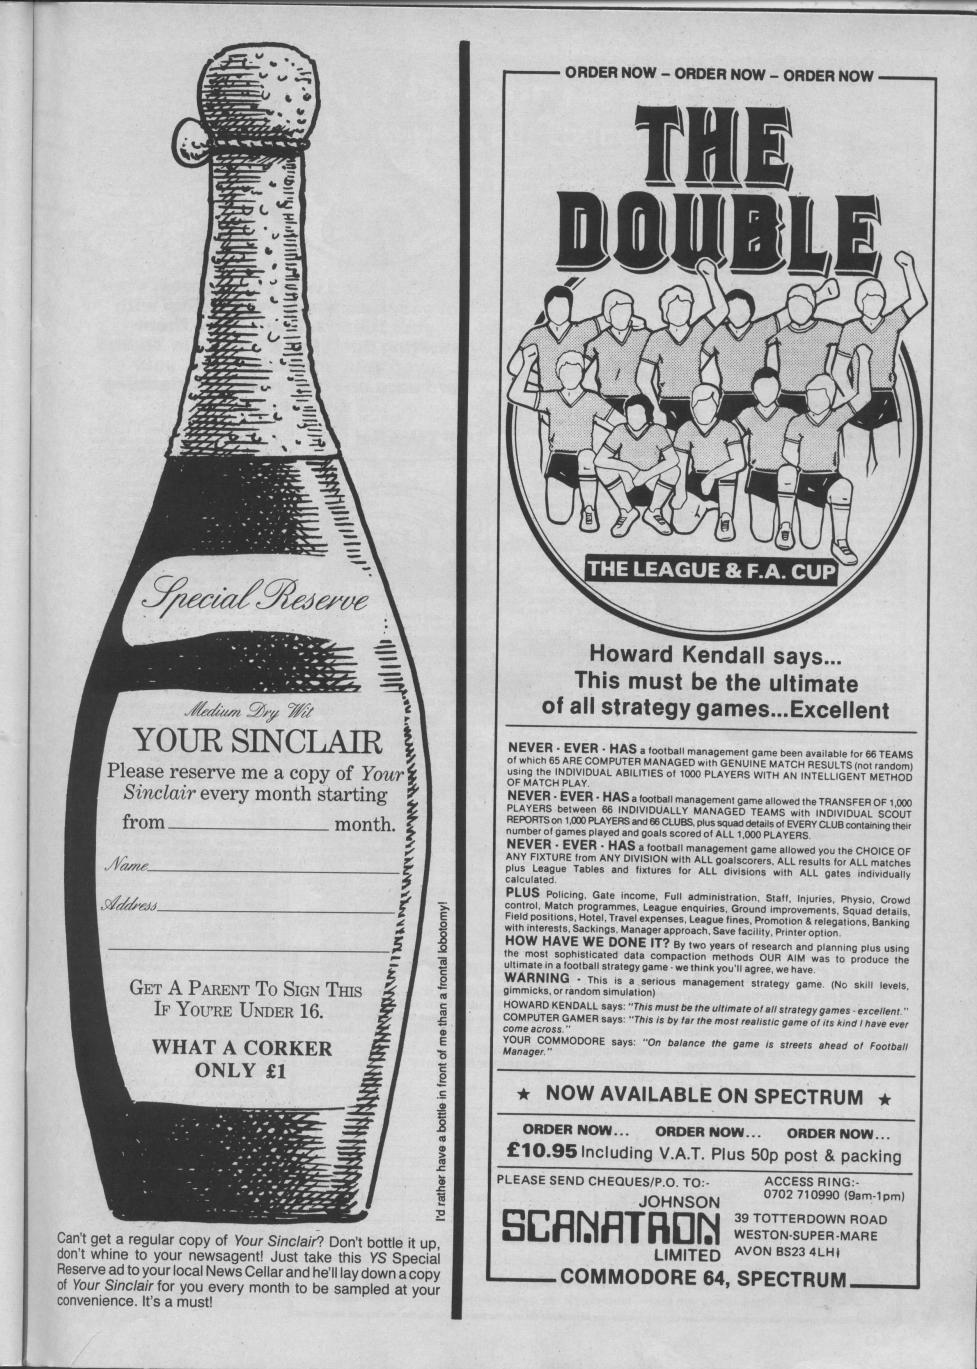 Special Reserve
Medium Dry Wit
YOUR SINCLAIR
Please reserve me a copy of Your
Sinclair every month starting
from month.
Name
Address
GET A PARENT TO SIGN THIS
IF YOU'RE UNDER 16.
WHAT A CORKER
ONLY £1
I'd rather have a bottle in front of me than a frontal lobotomy!
Can't get a regular copy of Your Sinclair? Don't bottle it up,
don't whine to your newsagent! Just take this YS Special
Reserve ad to your local News Cellar and he'll lay down a copy
of Your Sinclair for you every month to be sampled at your
convenience. It's a must!
ORDER NOW – ORDER NOW – ORDER NOW
THE
DOUBLE
THE LEAGUE & F.A. CUP
Howard Kendall says...
This must be the ultimate
of all strategy games...Excellent
NEVER - EVER - HAS a football management game been available for 66 TEAMS
of which 65 ARE COMPUTER MANAGED with GENUINE MATCH RESULTS (not random)
using the INDIVIDUAL ABILITIES of 1000 PLAYERS WITH AN INTELLIGENT METHOD
OF MATCH PLAY.
NEVER - EVER - HAS a football management game allowed the TRANSFER OF 1,000
PLAYERS between 66 INDIVIDUALLY MANAGED TEAMS with INDIVIDUAL SCOUT
REPORTS on 1,000 PLAYERS and 66 CLUBS, plus squad details of EVERY CLUB containing their
number of games played and goals scored of ALL 1,000 PLAYERS.
NEVER - EVER - HAS a football management game allowed you the CHOICE OF
ANY FIXTURE from ANY DIVISION with ALL goalscorers, ALL results for ALL matches
plus League Tables and fixtures for ALL divisions with ALL gates individually
calculated.
PLUS Policing, Gate income, Full administration, Staff, Injuries, Physio, Crowd
control, Match programmes, League enquiries, Ground improvements, Squad details,
Field positions, Hotel, Travel expenses, League fines, Promotion & relegations, Banking
with interests, Sackings, Manager approach, Save facility, Printer option.
HOW HAVE WE DONE IT? By two years of research and planning plus using
the most sophisticated data compaction methods OUR AIM was to produce the
ultimate in a football strategy game - we think you'll agree, we have.
WARNING - This is a serious management strategy game. (No skill levels,
gimmicks, or random simulation)
HOWARD KENDALL says: "This must be the ultimate of all strategy games - excellent."
COMPUTER GAMER says: "This is by far the most realistic game of its kind I have ever
come across."
YOUR COMMODORE says: "On balance the game is streets ahead of Football
Manager."
★ NOW AVAILABLE ON SPECTRUM ★
ORDER NOW... ORDER NOW... ORDER NOW...
£10.95 Including V.A.T. Plus 50p post & packing
PLEASE SEND CHEQUES/P.O. TO:-
JOHNSON
SCANATRON
LIMITED
ACCESS RING:-
0702 710990 (9am-1pm)
39 TOTTERDOWN ROAD
WESTON-SUPER-MARE
AVON BS23 4LH
COMMODORE 64, SPECTRUM